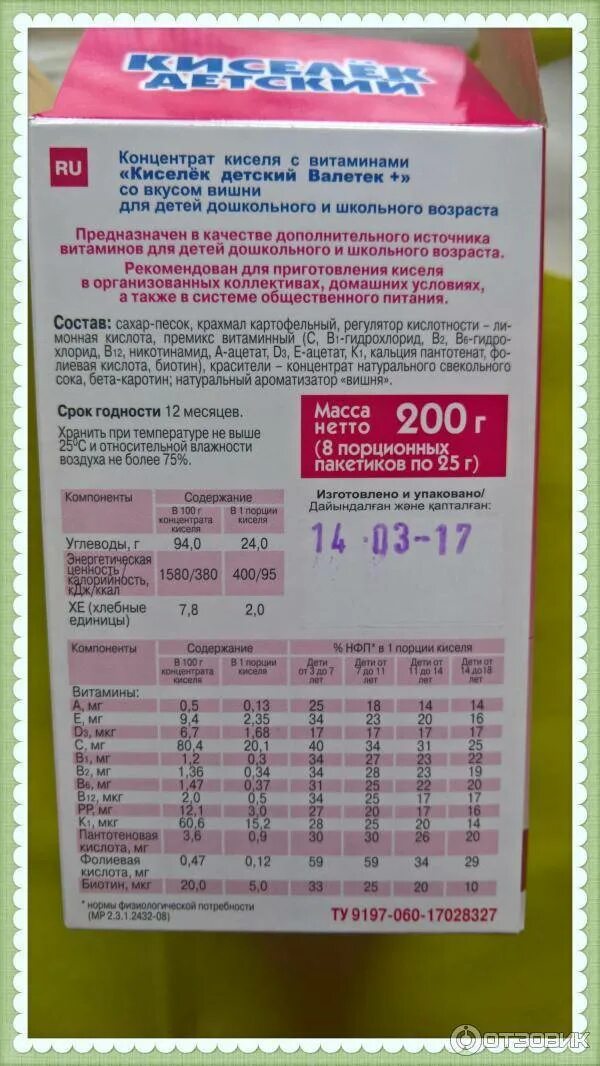 КИСЕЛЁК
ДЕТСКИЙ
RU
Концентрат киселя с витаминами
«Киселёк детский Валетек +»
со вкусом вишни
для детей дошкольного и школьного возраста
Предназначен в качестве дополнительного источника
витаминов для детей дошкольного и школьного возраста.
Рекомендован для приготовления киселя
в организованных коллективах, домашних условиях,
а также в системе общественного питания.
Состав: сахар-песок, крахмал картофельный, регулятор кислотности – ли-
монная кислота, премикс витаминный (С, В1-гидрохлорид, В2, В6-гидро-
хлорид, В12, никотинамид, А-ацетат, D3, Е-ацетат, К1, кальция пантотенат, фо-
лиевая кислота, биотин), красители – концентрат натурального свекольного
сока, бета-каротин; натуральный ароматизатор «вишня».
Срок годности 12 месяцев.
Хранить при температуре не выше
25°С и относительной влажности
воздуха не более 75%.
Масса
нетто 200 г
(8 порционных
пакетиков по 25 г)
Изготовлено и упаковано/
Дайындалған және қапталған:
14 03-17
Компоненты Содержание
В 100 г концентрата киселя В 1 порции киселя
Углеводы, г 94,0 24,0
Энергетическая ценность/ калорийность, кДж/ккал 1580/380 400/95
ХЕ (хлебные единицы) 7,8 2,0
Компоненты Содержание % НФП* в 1 порции киселя
В 100 г концентрата киселя В 1 порции киселя Дети от 3 до 7 лет Дети от 7 до 11 лет Дети от 11 до 14 лет Дети от 14 до 18 лет
Витамины:
А, мг 0,5 0,13 25 18 14 14
Е, мг 9,4 2,35 34 23 20 16
D3, мкг 6,7 1,68 17 17 17 17
С, мг 80,4 20,1 40 34 31 25
В1, мг 1,2 0,3 34 27 23 22
В2, мг 1,36 0,34 34 28 23 19
В6, мг 1,47 0,37 31 25 22 20
В12, мкг 2,0 0,5 34 25 17 17
РР, мг 12,1 3,0 27 20 17 16
К1, мкг 60,6 15,2 28 25 20 14
Пантотеновая кислота, мг 3,6 0,9 30 30 26 20
Фолиевая кислота, мг 0,47 0,12 59 59 34 29
Биотин, мкг 20,0 5,0 33 25 20 10
* нормы физиологической потребности
(МР 2.3.1.2432-08)
ТУ 9197-060-17028327
ОТЗОВИК